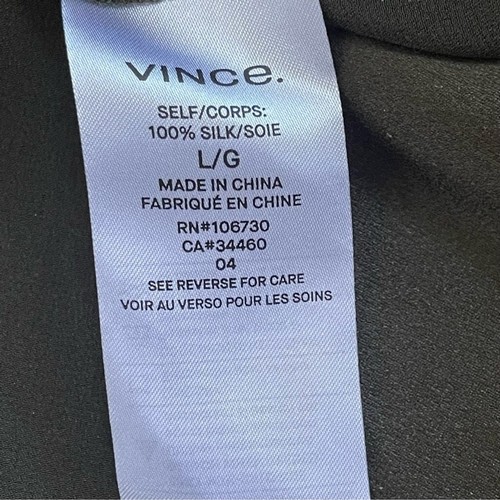 VINCe.
SELF/CORPS:
100% SILK/SOIE
L/G
MADE IN CHINA
FABRIQUÉ EN CHINE
RN#106730
CA#34460
04
SEE REVERSE FOR CARE
VOIR AU VERSO POUR LES SOINS